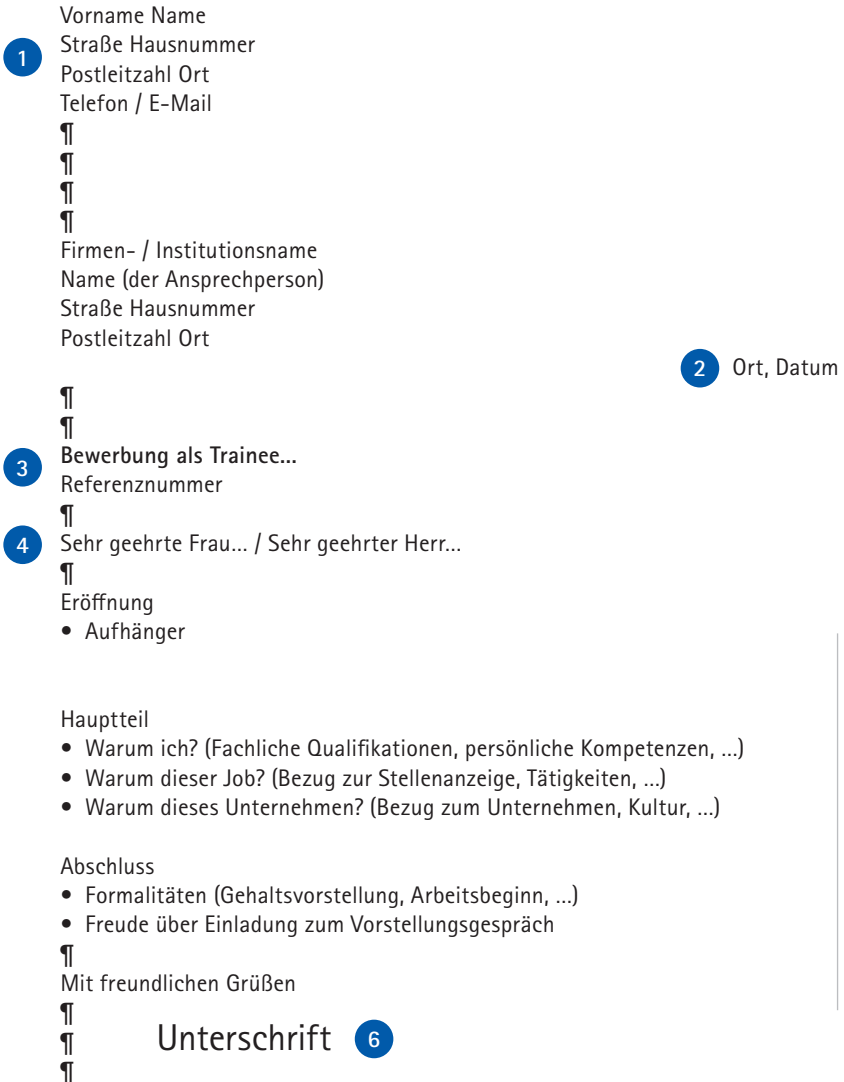 Vorname Name
1 Straße Hausnummer
Postleitzahl Ort
Telefon / E-Mail
¶
¶
¶
¶
Firmen- / Institutionsname
Name (der Ansprechperson)
Straße Hausnummer
Postleitzahl Ort
2 Ort, Datum
¶
¶
3 Bewerbung als Trainee...
Referenznummer
¶
4 Sehr geehrte Frau... / Sehr geehrter Herr...
¶
Eröffnung
• Aufhänger
Hauptteil
• Warum ich? (Fachliche Qualifikationen, persönliche Kompetenzen, ...)
• Warum dieser Job? (Bezug zur Stellenanzeige, Tätigkeiten, ...)
• Warum dieses Unternehmen? (Bezug zum Unternehmen, Kultur, ...)
Abschluss
• Formalitäten (Gehaltsvorstellung, Arbeitsbeginn, ...)
• Freude über Einladung zum Vorstellungsgespräch
¶
Mit freundlichen Grüßen
¶
¶ Unterschrift 6
¶